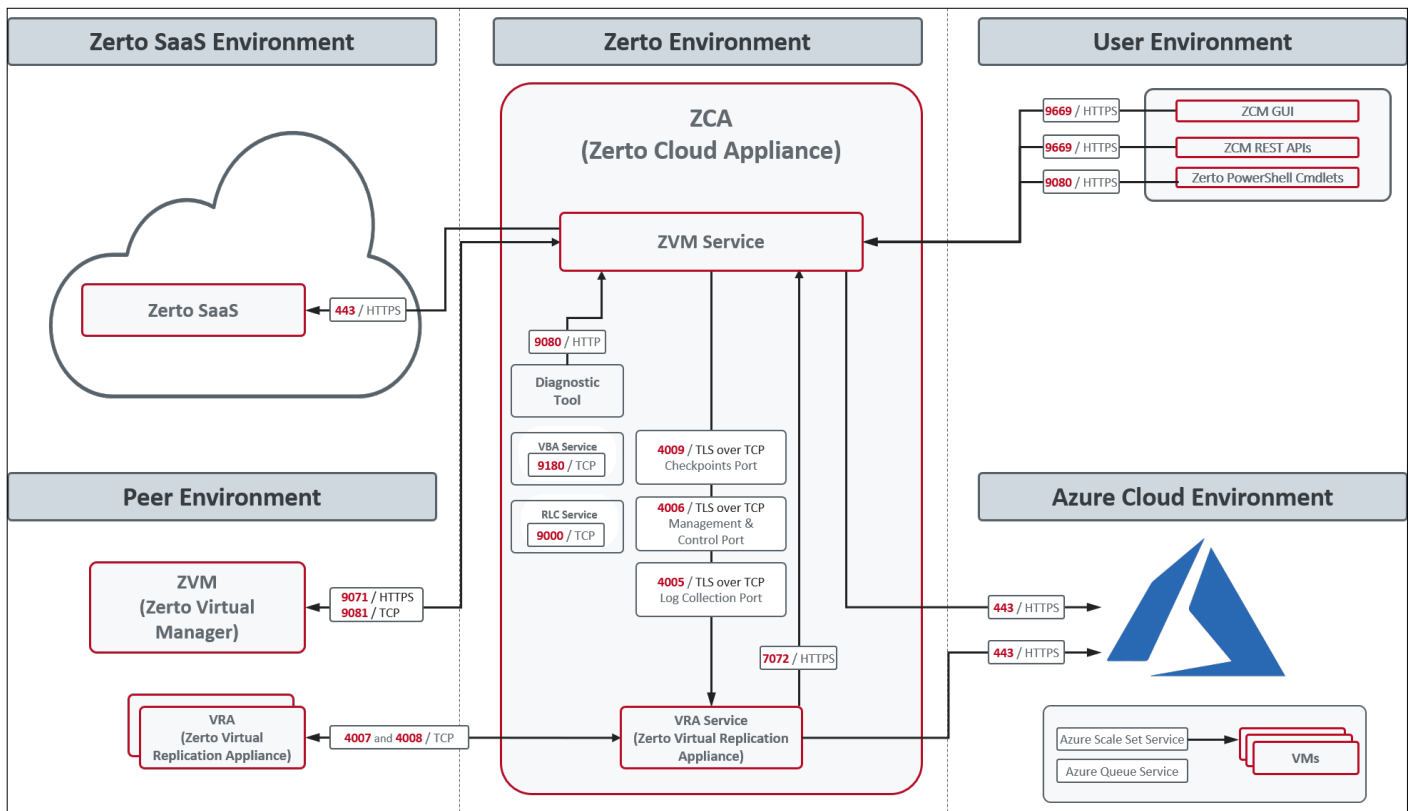 Zerto SaaS Environment
Zerto Environment
User Environment
ZCA
(Zerto Cloud Appliance)
9669 / HTTPS
ZCM GUI
9669 / HTTPS
ZCM REST APIs
9080 / HTTPS
Zerto PowerShell Cmdlets
ZVM Service
Zerto SaaS
443 / HTTPS
9080 / HTTP
Diagnostic
Tool
VBA Service
9180 / TCP
RLC Service
9000 / TCP
4009 / TLS over TCP
Checkpoints Port
4006 / TLS over TCP
Management &
Control Port
4005 / TLS over TCP
Log Collection Port
7072 / HTTPS
VRA Service
(Zerto Virtual Replication
Appliance)
Peer Environment
ZVM
(Zerto Virtual
Manager)
9071 / HTTPS
9081 / TCP
VRA
(Zerto Virtual
Replication Appliance)
4007 and 4008 / TCP
Azure Cloud Environment
443 / HTTPS
443 / HTTPS
Azure Scale Set Service
Azure Queue Service
VMs